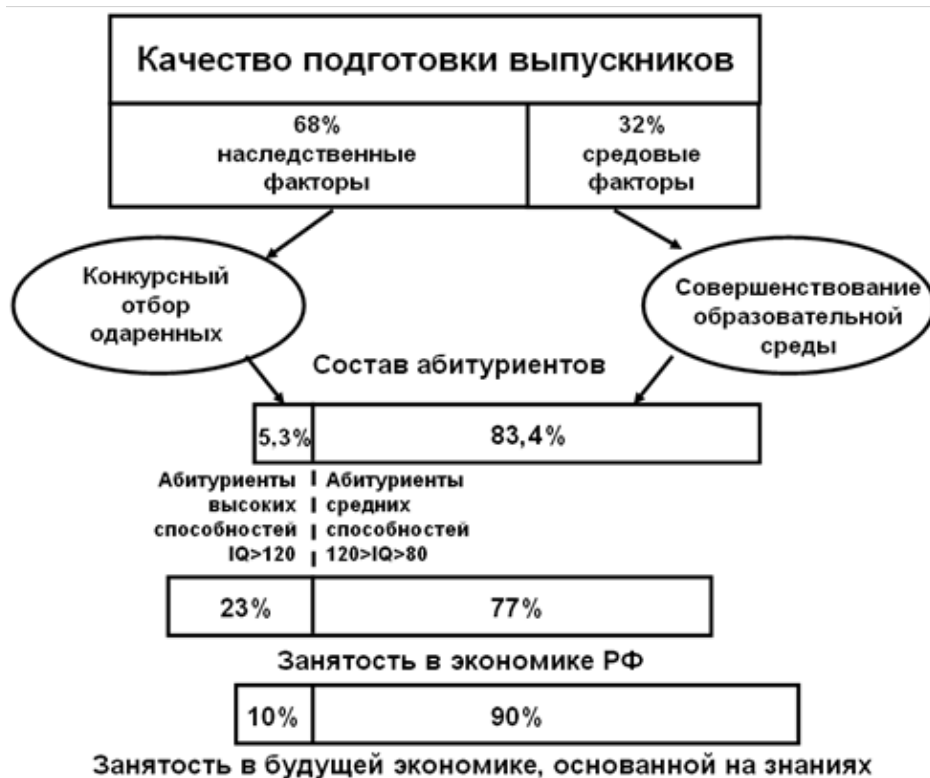 Качество подготовки выпускников
68%
наследственные
факторы
32%
средовые
факторы
Конкурсный
отбор
одаренных
Совершенствование
образовательной
среды
Состав абитуриентов
5,3%
83,4%
Абитуриенты
высоких
способностей
IQ>120
Абитуриенты
средних
способностей
120>IQ>80
23%
77%
Занятость в экономике РФ
10%
90%
Занятость в будущей экономике, основанной на знаниях